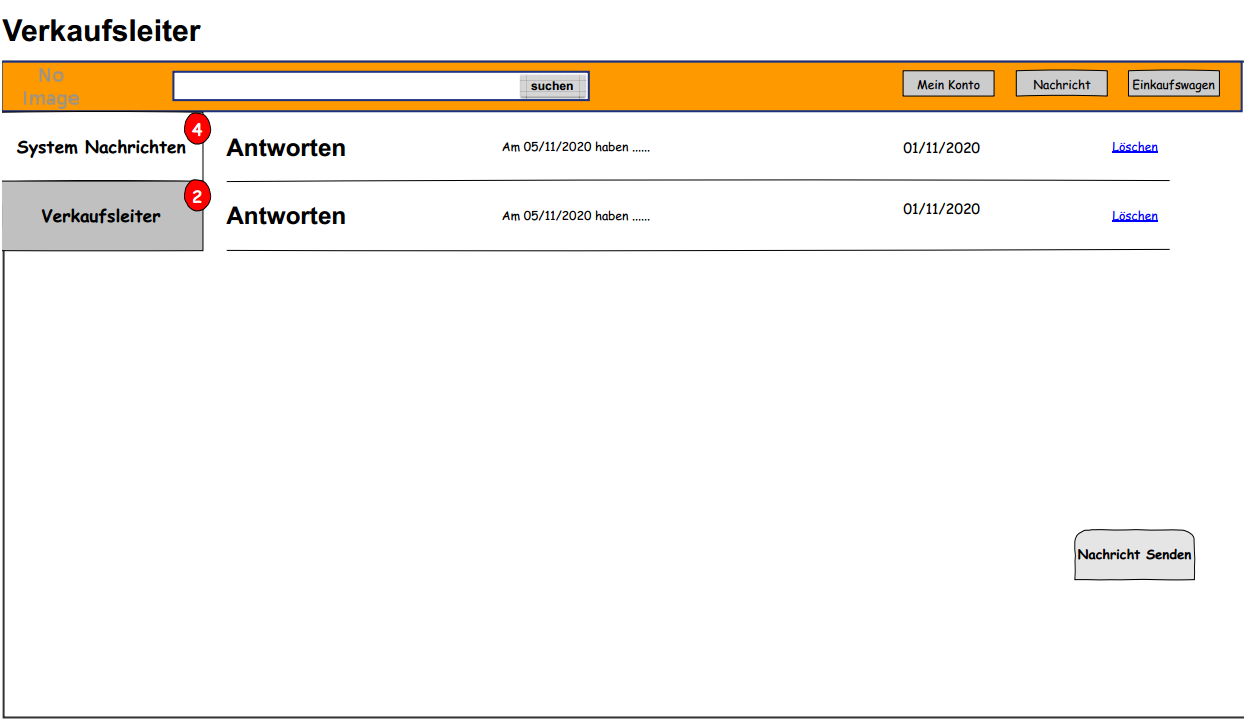 Verkaufsleiter
No
Image
suchen
Mein Konto
Nachricht
Einkaufswagen
4
System Nachrichten
Antworten
Am 05/11/2020 haben ......
01/11/2020
Löschen
2
Verkaufsleiter
Antworten
Am 05/11/2020 haben ......
01/11/2020
Löschen
Nachricht Senden